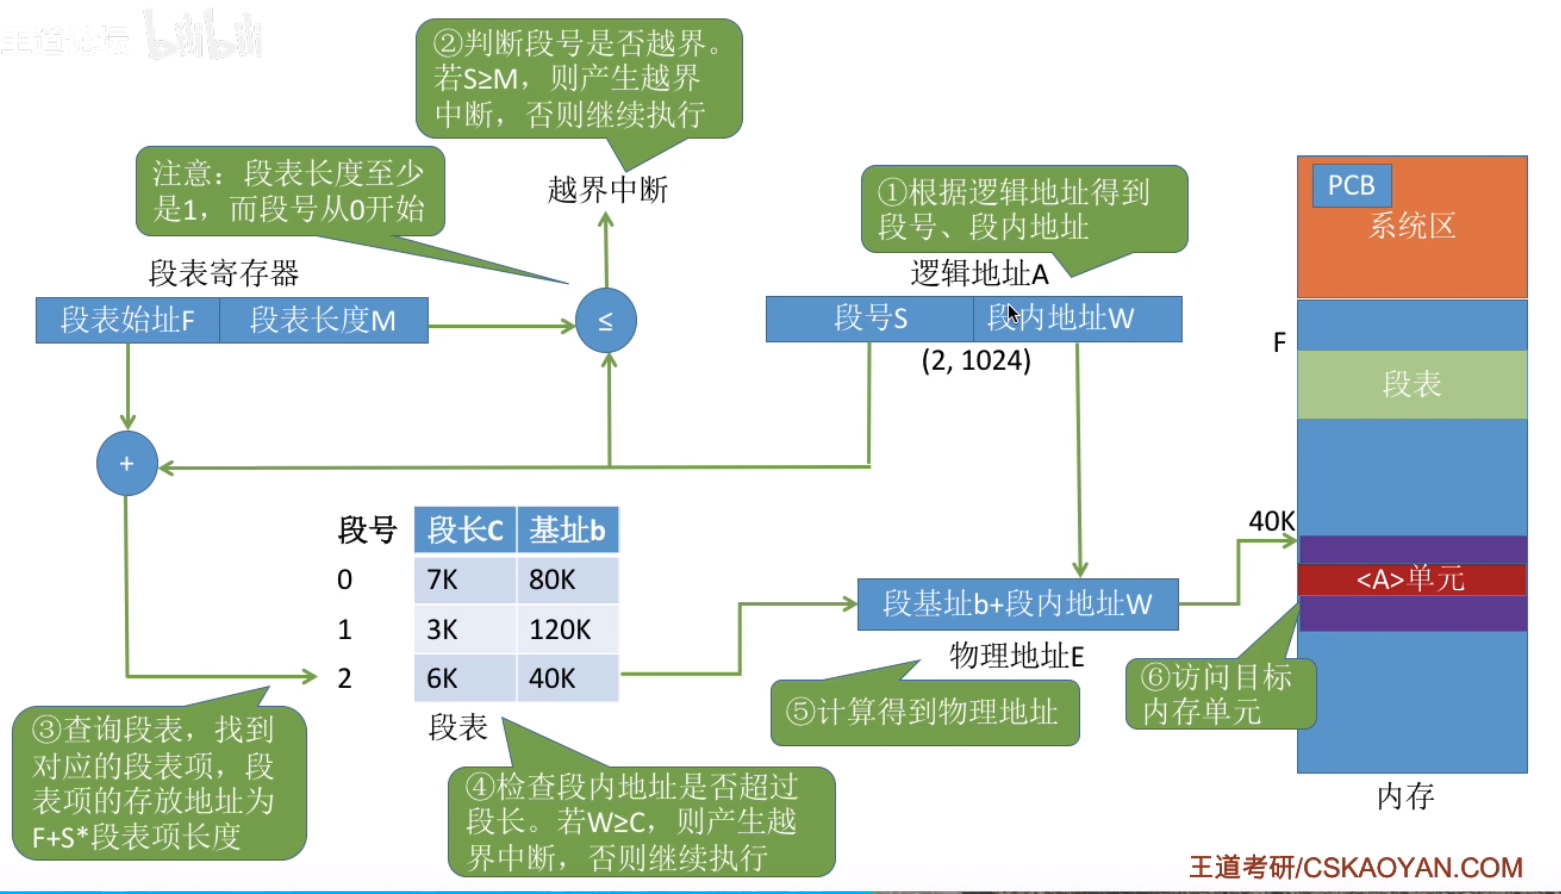 王道论坛 bilibili
②判断段号是否越界。
若S≥M，则产生越界
中断，否则继续执行
注意：段表长度至少
是1，而段号从0开始
越界中断
①根据逻辑地址得到
段号、段内地址
PCB
系统区
段表寄存器
逻辑地址A
段表始址F
段表长度M
≤
段号S
段内地址W
(2, 1024)
F
段表
+
段号
段长C
基址b
0
7K
80K
1
3K
120K
2
6K
40K
段表
40K
<A>单元
段基址b+段内地址W
物理地址E
③查询段表，找到
对应的段表项，段
表项的存放地址为
F+S*段表项长度
④检查段内地址是否超过
段长。若W≥C，则产生越
界中断，否则继续执行
⑤计算得到物理地址
⑥访问目标
内存单元
内存
王道考研/CSKAOYAN.COM